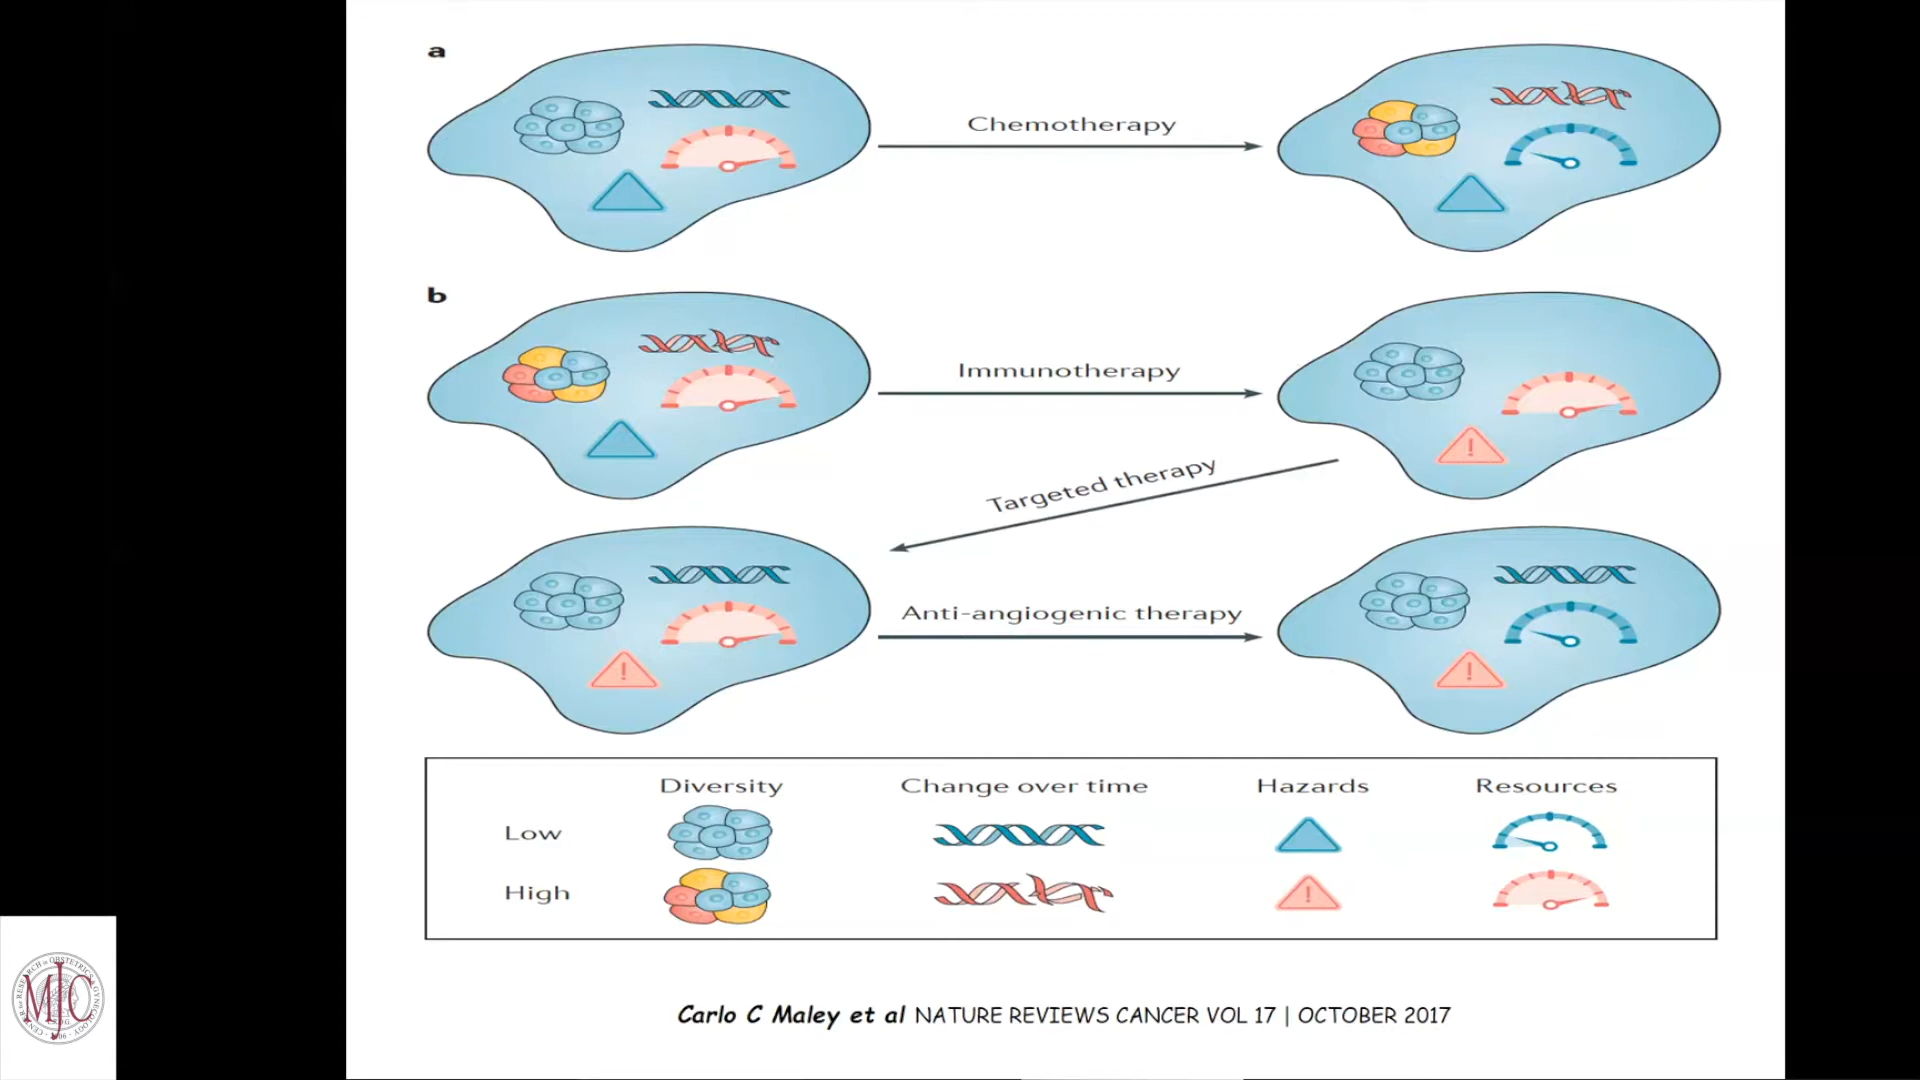 a
Chemotherapy
b
Immunotherapy
!
Targeted therapy
Anti-angiogenic therapy
!
!
Diversity Change over time Hazards Resources
Low
High
!
Carlo C Maley et al NATURE REVIEWS CANCER VOL 17 | OCTOBER 2017
MJC